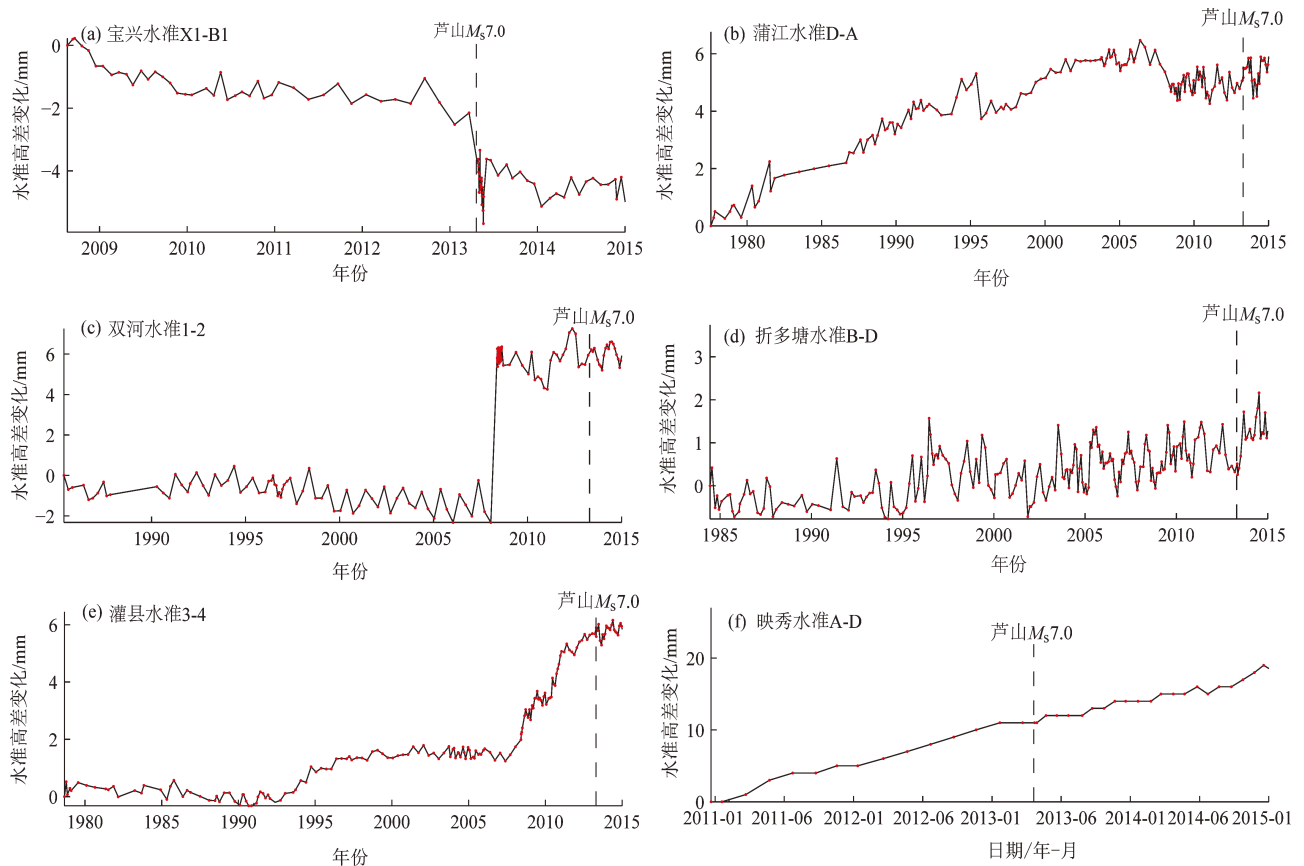 (a) 宝兴水准X1-B1
芦山MS7.0
水准高差变化/mm
0
−2
−4
2009 2010 2011 2012 2013 2014 2015
年份
(b) 蒲江水准D-A
芦山MS7.0
水准高差变化/mm
6
4
2
0
1980 1985 1990 1995 2000 2005 2010 2015
年份
(c) 双河水准1-2
芦山MS7.0
水准高差变化/mm
6
4
2
0
−2
1990 1995 2000 2005 2010 2015
年份
(d) 折多塘水准B-D
芦山MS7.0
水准高差变化/mm
3
2
1
0
1985 1990 1995 2000 2005 2010 2015
年份
(e) 灌县水准3-4
芦山MS7.0
水准高差变化/mm
6
4
2
0
1980 1985 1990 1995 2000 2005 2010 2015
年份
(f) 映秀水准A-D
芦山MS7.0
水准高差变化/mm
20
10
0
2011-01 2011-06 2012-01 2012-06 2013-01 2013-06 2014-01 2014-06 2015-01
日期/年-月